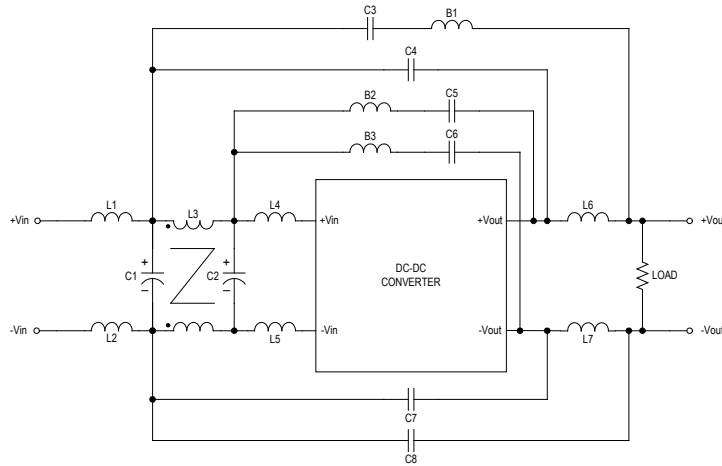 C3
B1
C4
B2
C5
B3
C6
L1
L3
L4
L6
+Vin
+Vin
+Vout
+Vout
+
C1
−
C2
+
−
DC-DC
CONVERTER
LOAD
-Vin
-Vin
-Vout
-Vout
L2
L5
L7
C7
C8